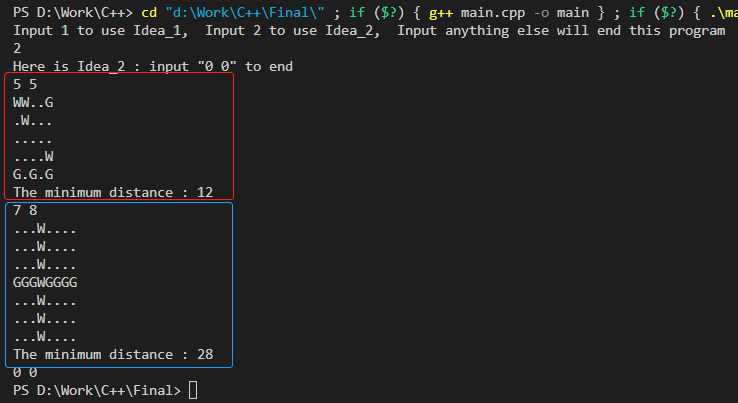 PS D:\Work\C++> cd "d:\Work\C++\Final\" ; if ($?) { g++ main.cpp -o main } ; if ($?) { .\ma
Input 1 to use Idea_1,  Input 2 to use Idea_2,  Input anything else will end this program
2
Here is Idea_2 : input "0 0" to end
5 5
WW..G
.W...
.....
....W
G.G.G
The minimum distance : 12
7 8
...W....
...W....
...W....
GGGWGGGG
...W....
...W....
...W....
The minimum distance : 28
0 0
PS D:\Work\C++\Final>